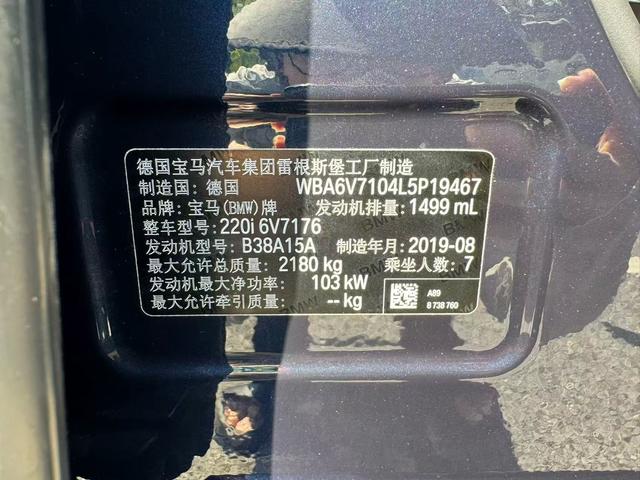 德国宝马汽车集团雷根斯堡工厂制造
制造国：德国 WBA6V7104L5P19467
品牌：宝马(BMW)牌 发动机排量：1499 mL
整车型号：220i 6V7176
发动机型号：B38A15A 制造年月：2019-08
最大允许总质量：2180 kg 乘坐人数：7
发动机最大净功率：103 kW
最大允许牵引质量：-- kg
A89
8 738 760